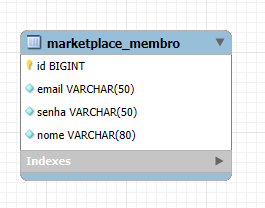 marketplace_membro
id BIGINT
email VARCHAR(50)
senha VARCHAR(50)
nome VARCHAR(80)
Indexes